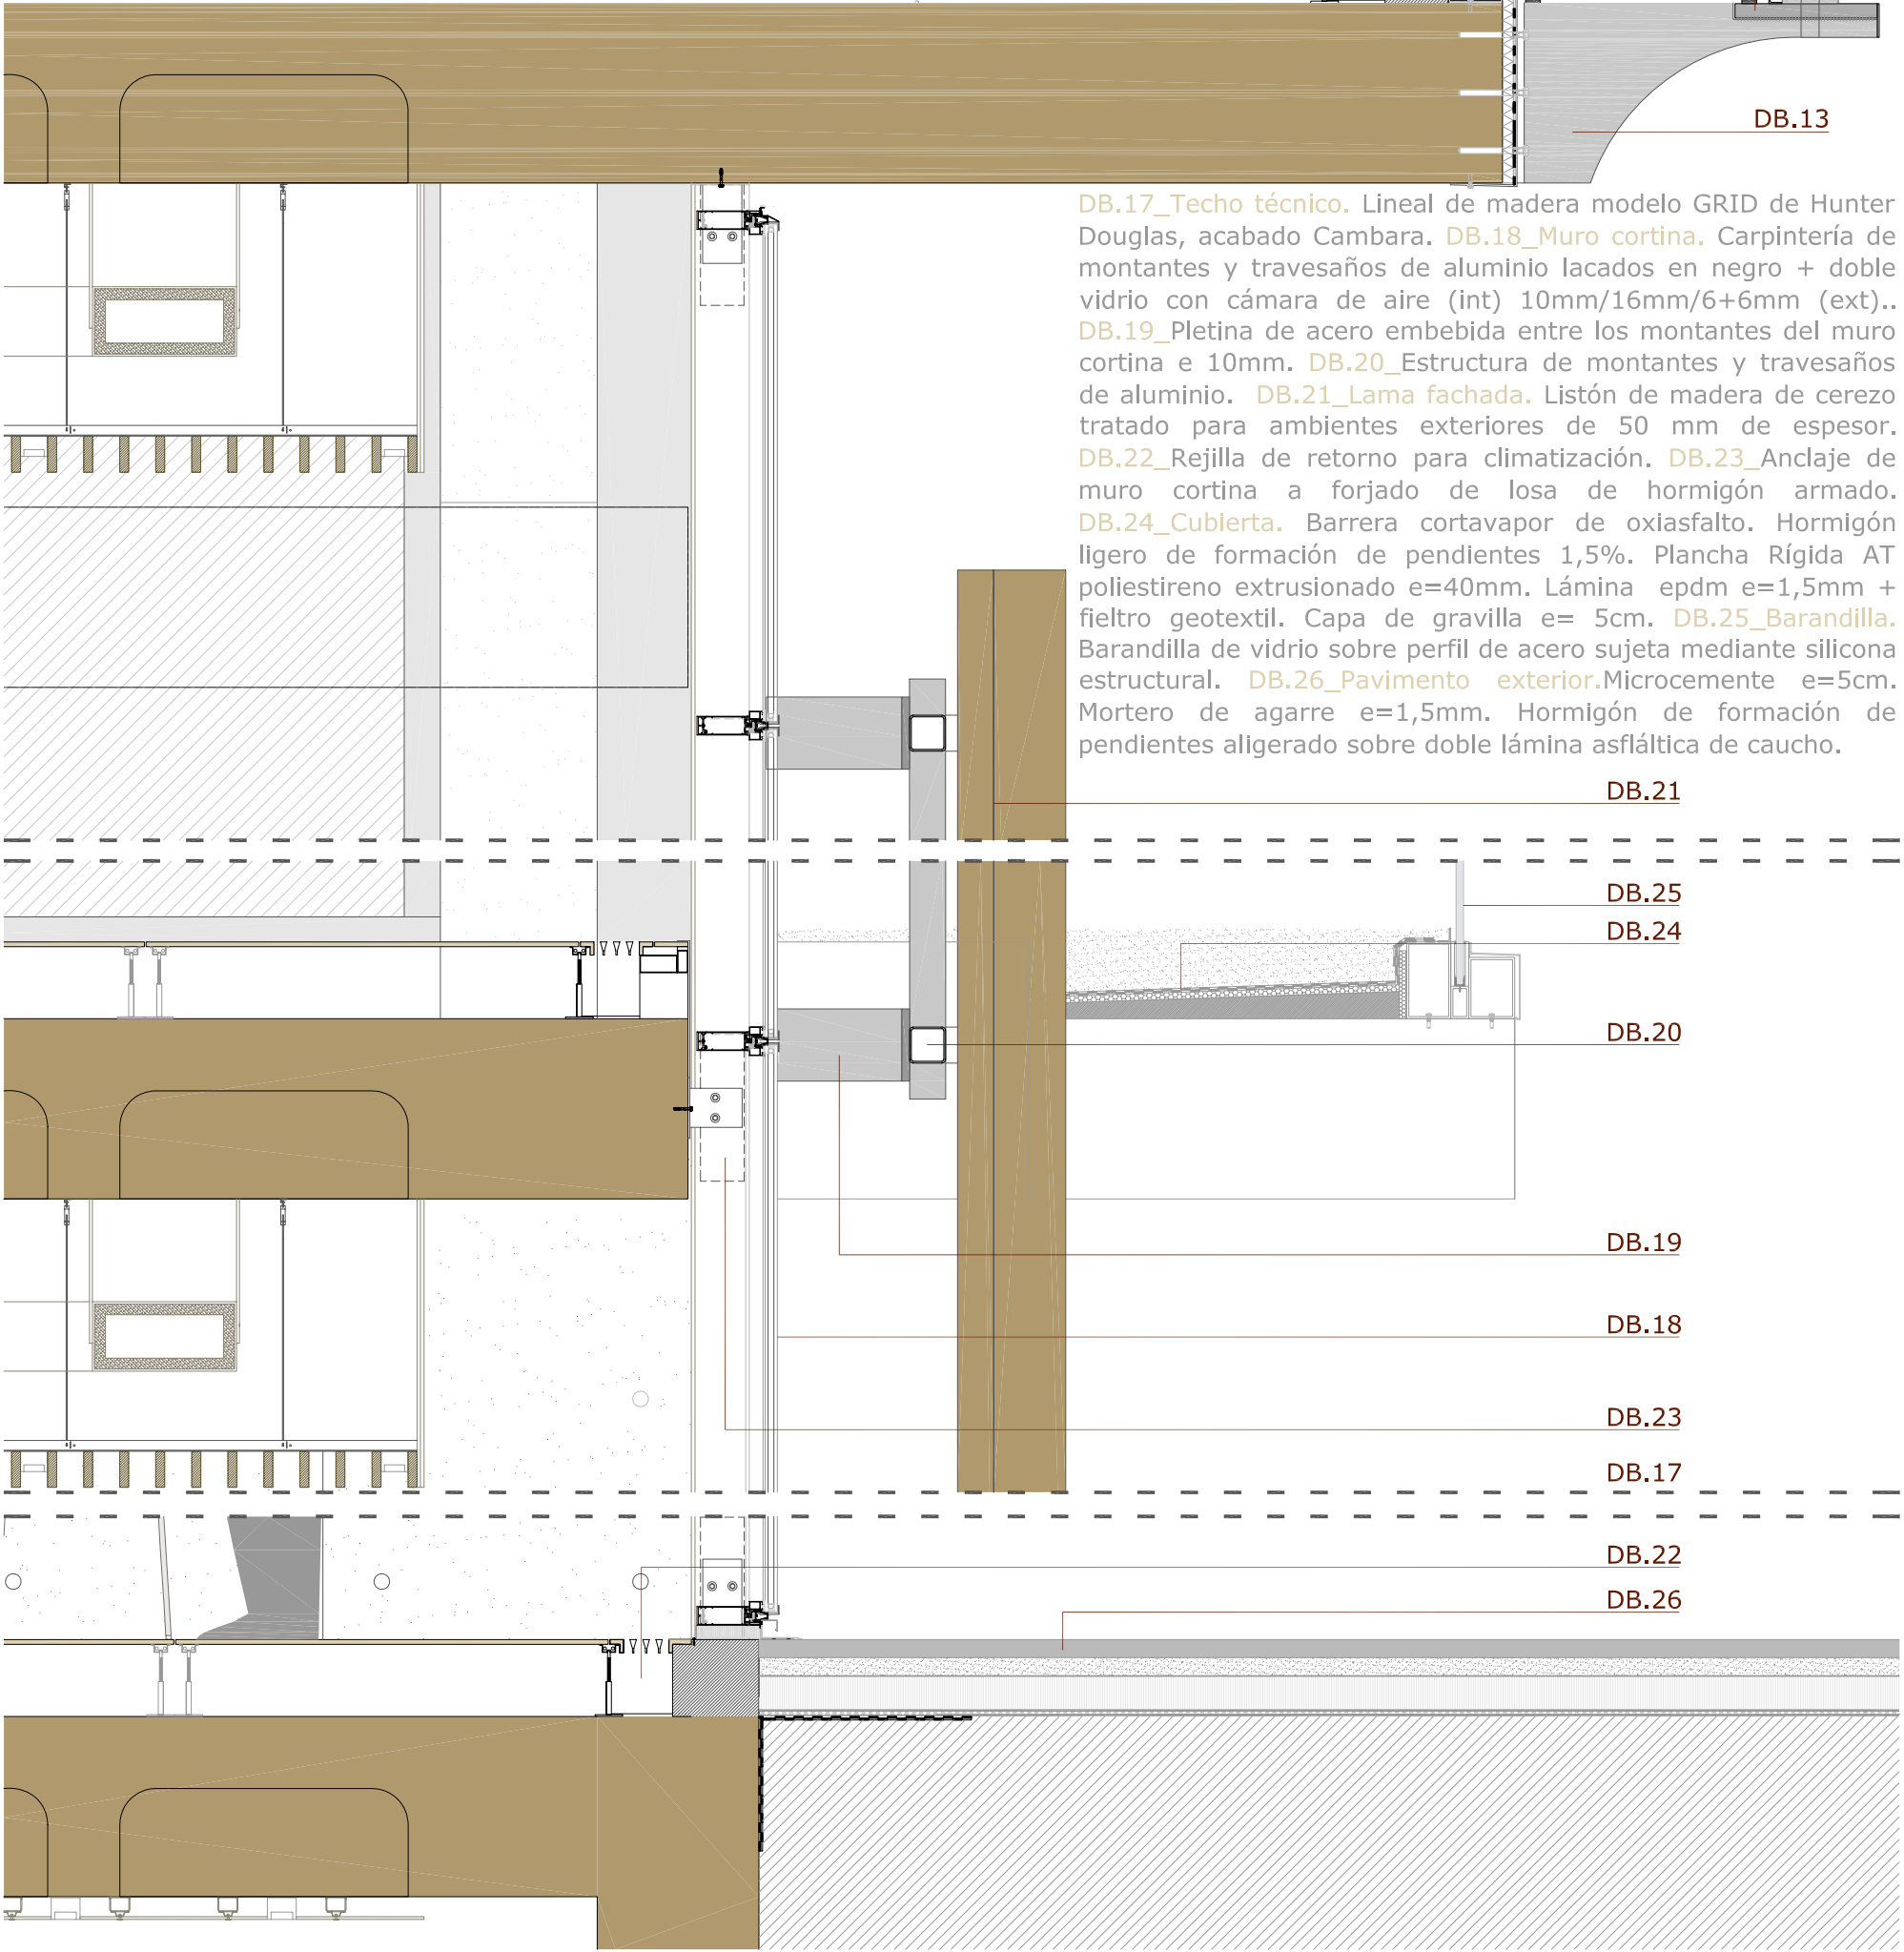 DB.13
DB.17_Techo técnico. Lineal de madera modelo GRID de Hunter
Douglas, acabado Cambara. DB.18_Muro cortina. Carpintería de
montantes y travesaños de aluminio lacados en negro + doble
vidrio con cámara de aire (int) 10mm/16mm/6+6mm (ext)..
DB.19_Pletina de acero embebida entre los montantes del muro
cortina e 10mm. DB.20_Estructura de montantes y travesaños
de aluminio. DB.21_Lama fachada. Listón de madera de cerezo
tratado para ambientes exteriores de 50 mm de espesor.
DB.22_Rejilla de retorno para climatización. DB.23_Anclaje de
muro cortina a forjado de losa de hormigón armado.
DB.24_Cubierta. Barrera cortavapor de oxiasfalto. Hormigón
ligero de formación de pendientes 1,5%. Plancha Rígida AT
poliestireno extrusionado e=40mm. Lámina epdm e=1,5mm +
fieltro geotextil. Capa de gravilla e= 5cm. DB.25_Barandilla.
Barandilla de vidrio sobre perfil de acero sujeta mediante silicona
estructural. DB.26_Pavimento exterior.Microcemente e=5cm.
Mortero de agarre e=1,5mm. Hormigón de formación de
pendientes aligerado sobre doble lámina asfláltica de caucho.
DB.21
DB.25
DB.24
DB.20
DB.19
DB.18
DB.23
DB.17
DB.22
DB.26